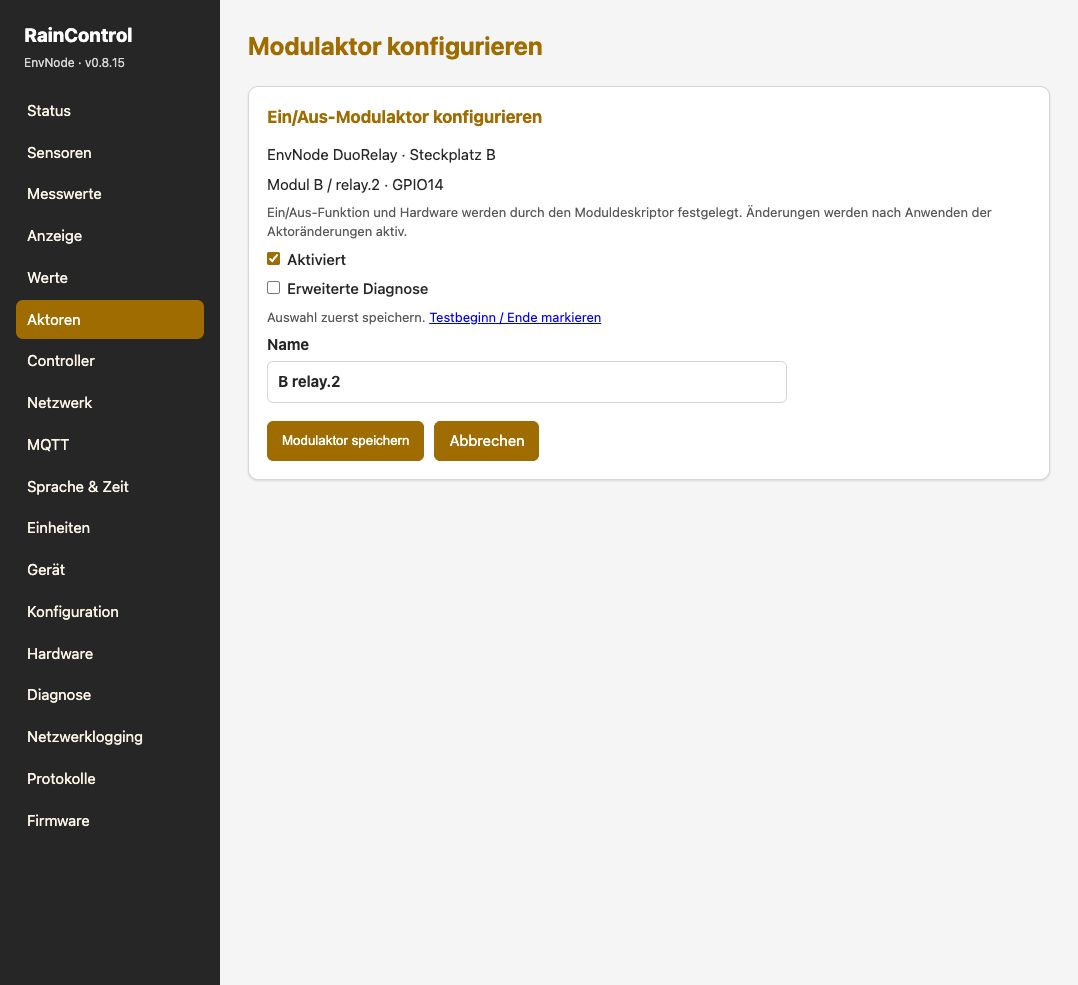 RainControl
EnvNode · v0.8.15
Status
Sensoren
Messwerte
Anzeige
Werte
Aktoren
Controller
Netzwerk
MQTT
Sprache & Zeit
Einheiten
Gerät
Konfiguration
Hardware
Diagnose
Netzwerklogging
Protokolle
Firmware
Modulaktor konfigurieren
Ein/Aus-Modulaktor konfigurieren
EnvNode DuoRelay · Steckplatz B
Modul B / relay.2 · GPIO14
Ein/Aus-Funktion und Hardware werden durch den Moduldeskriptor festgelegt. Änderungen werden nach Anwenden der
Aktoränderungen aktiv.
Aktiviert
Erweiterte Diagnose
Auswahl zuerst speichern. Testbeginn / Ende markieren
Name
B relay.2
Modulaktor speichern
Abbrechen